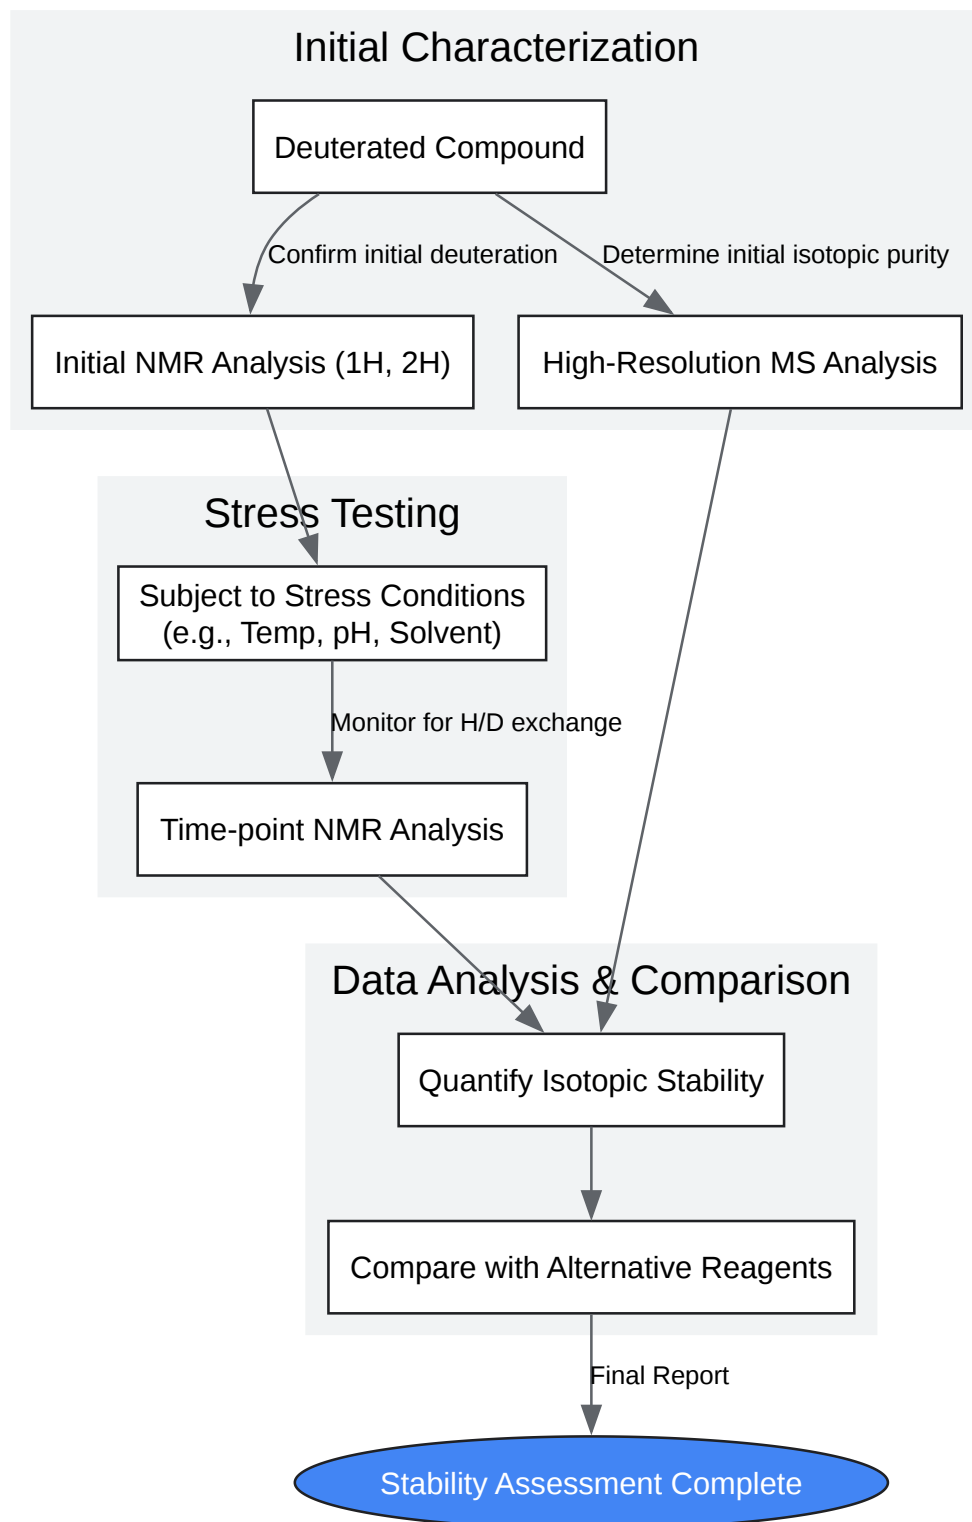 Initial Characterization
Deuterated Compound
Confirm initial deuteration
Determine initial isotopic purity
Initial NMR Analysis (1H, 2H)
High-Resolution MS Analysis
Stress Testing
Subject to Stress Conditions
(e.g., Temp, pH, Solvent)
Monitor for H/D exchange
Time-point NMR Analysis
Data Analysis & Comparison
Quantify Isotopic Stability
Compare with Alternative Reagents
Final Report
Stability Assessment Complete